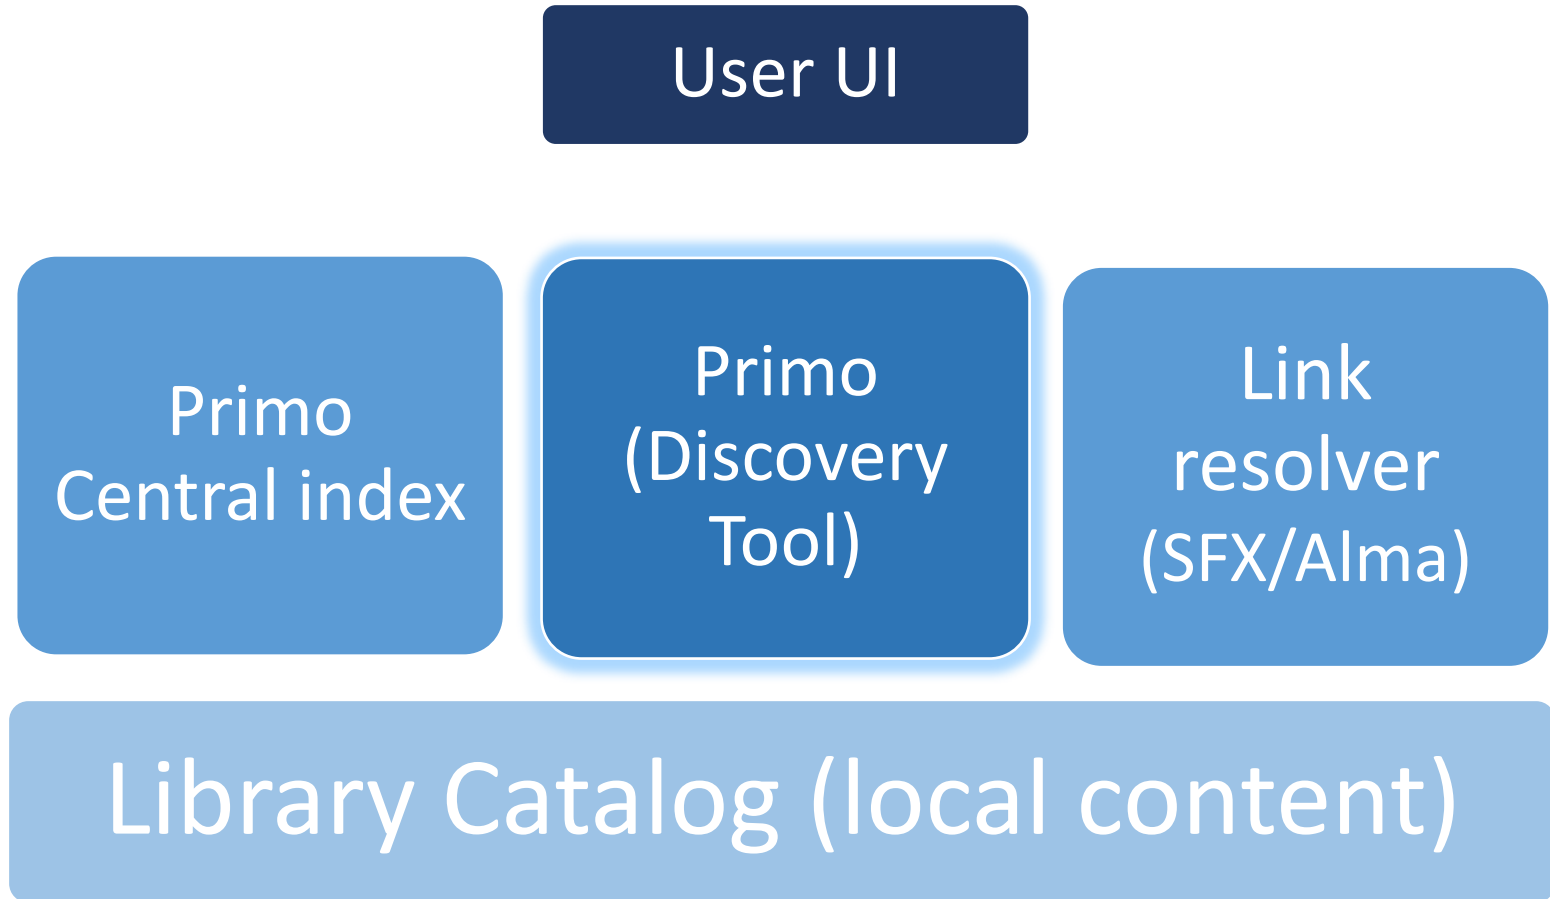 User UI
Primo
Central index
Primo
(Discovery
Tool)
Link
resolver
(SFX/Alma)
Library Catalog (local content)